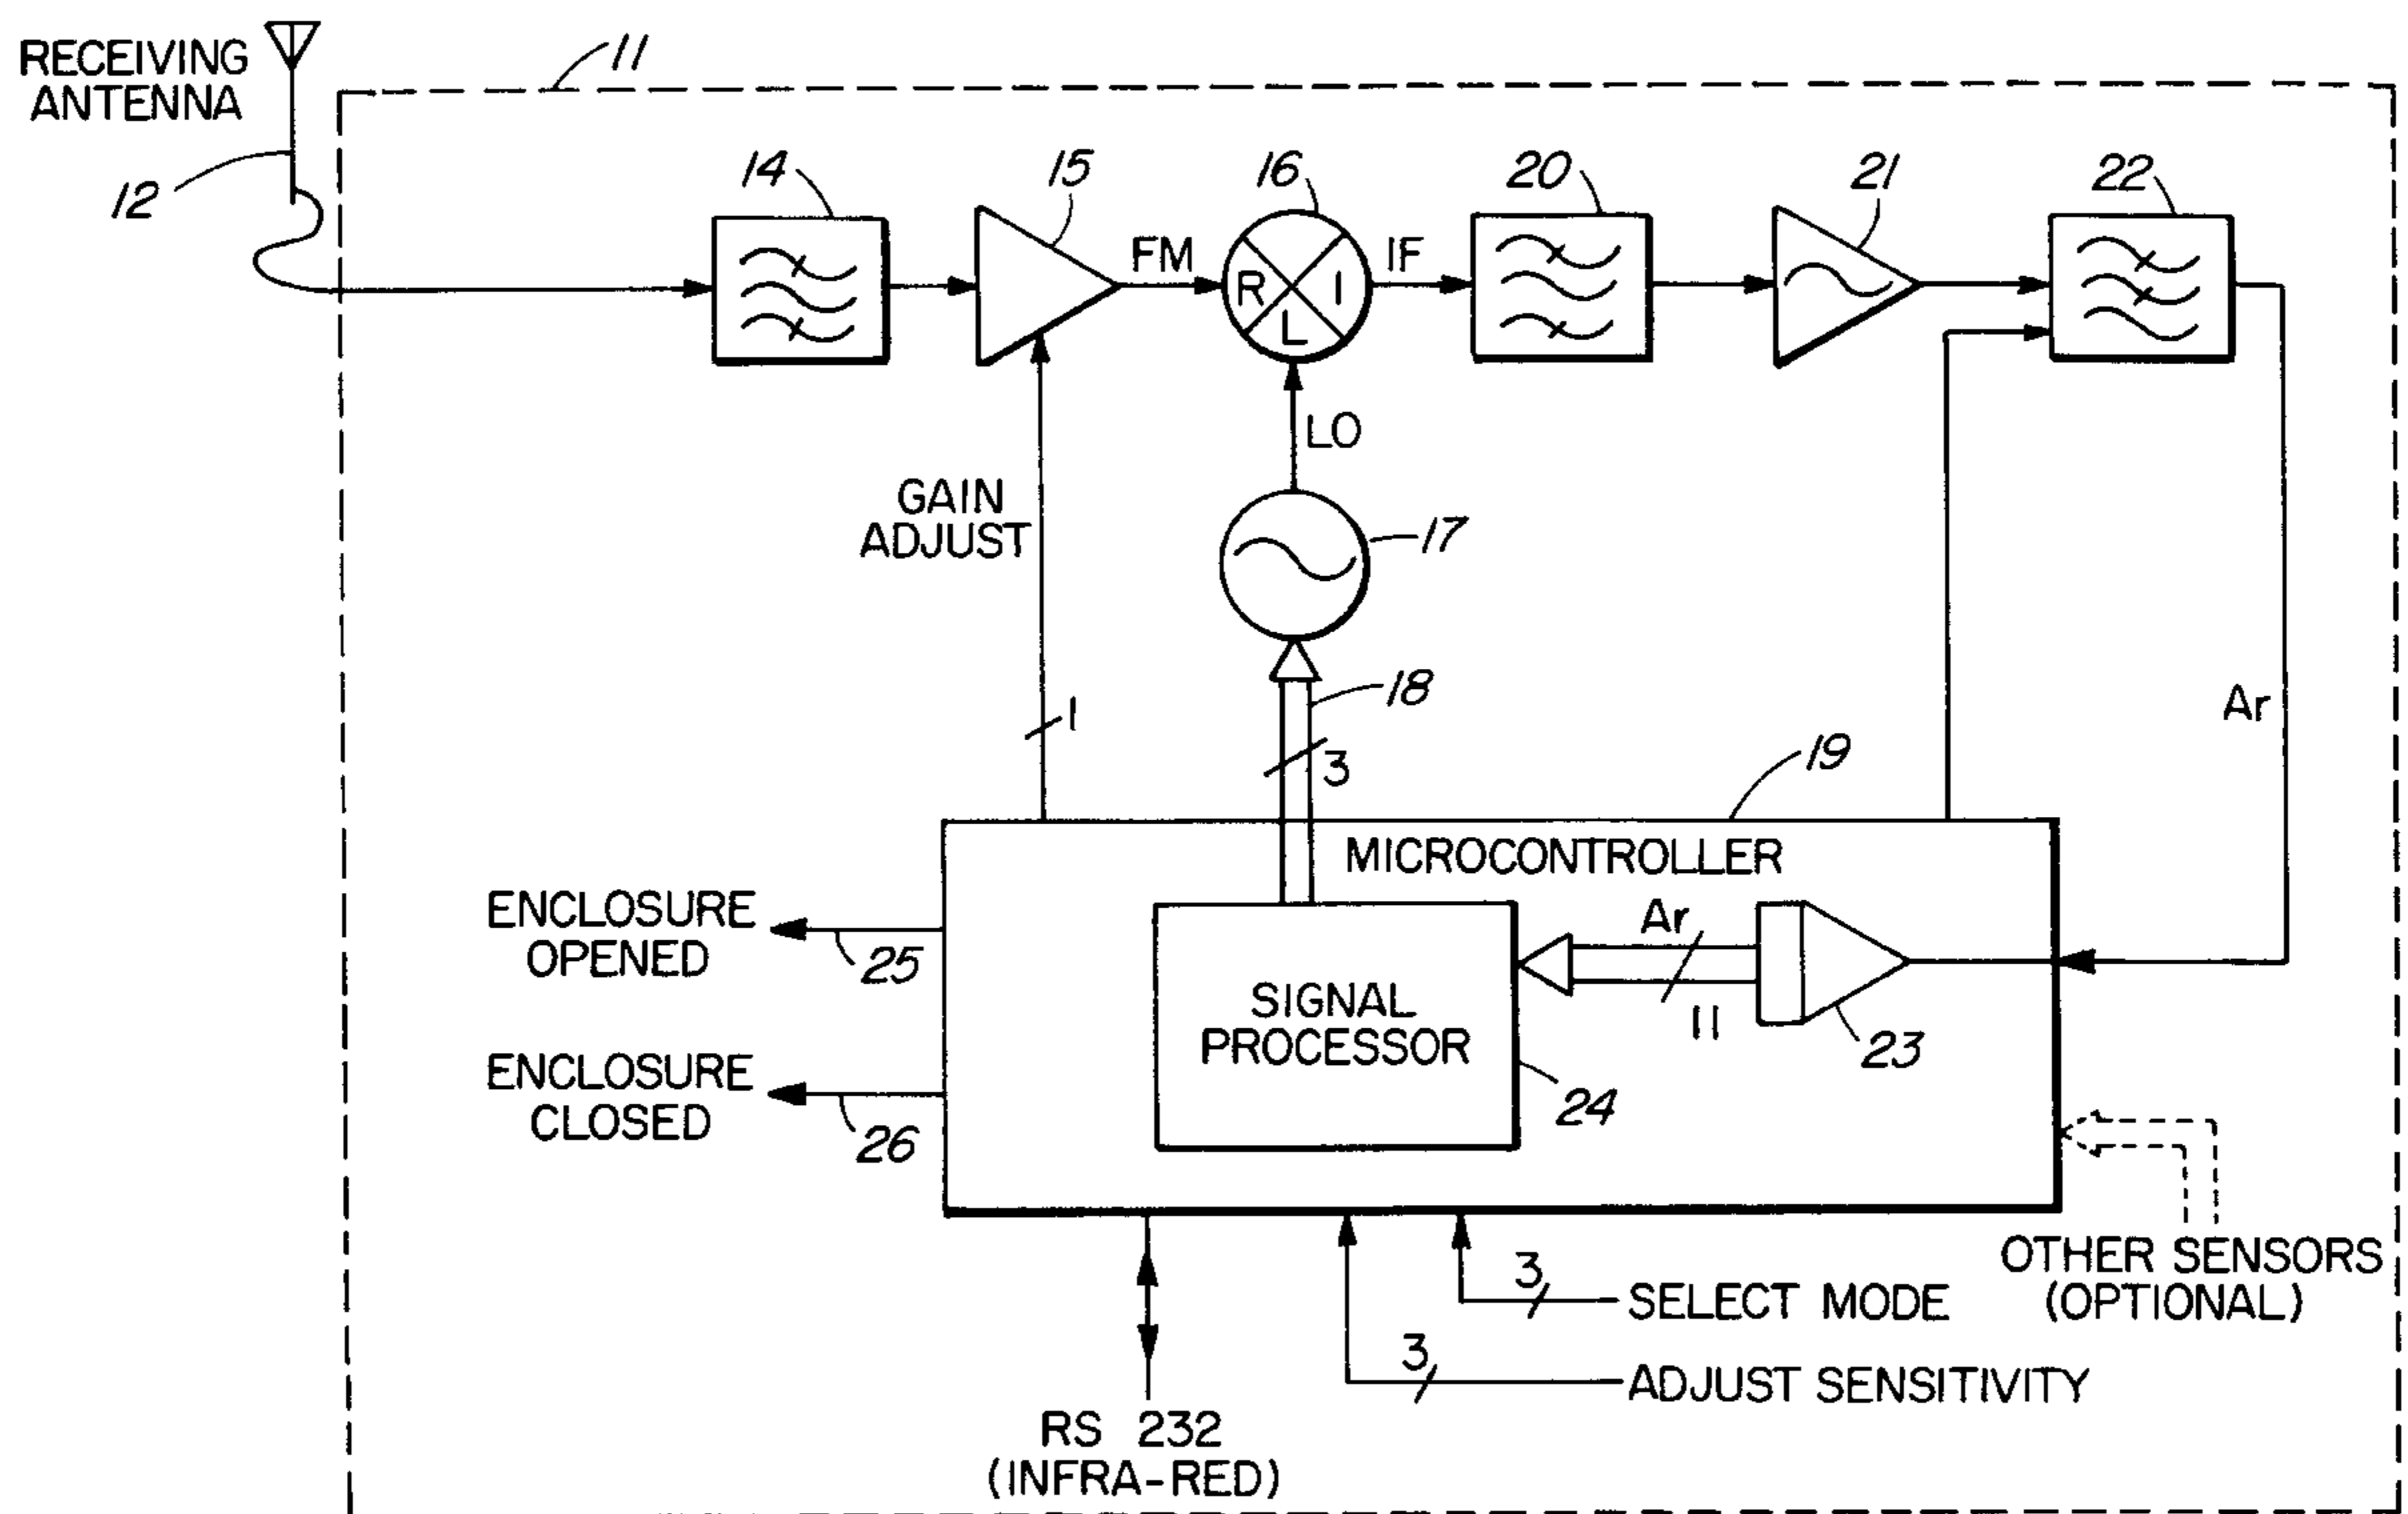 RECEIVING
ANTENNA
11
12
14
15
16
20
21
22
FM
IF
R
I
L
LO
GAIN
ADJUST
17
18
1
3
Ar
19
MICROCONTROLLER
ENCLOSURE
OPENED
25
Ar
11
SIGNAL
PROCESSOR
23
24
ENCLOSURE
CLOSED
26
OTHER SENSORS
(OPTIONAL)
3
SELECT MODE
3
ADJUST SENSITIVITY
RS 232
(INFRA-RED)